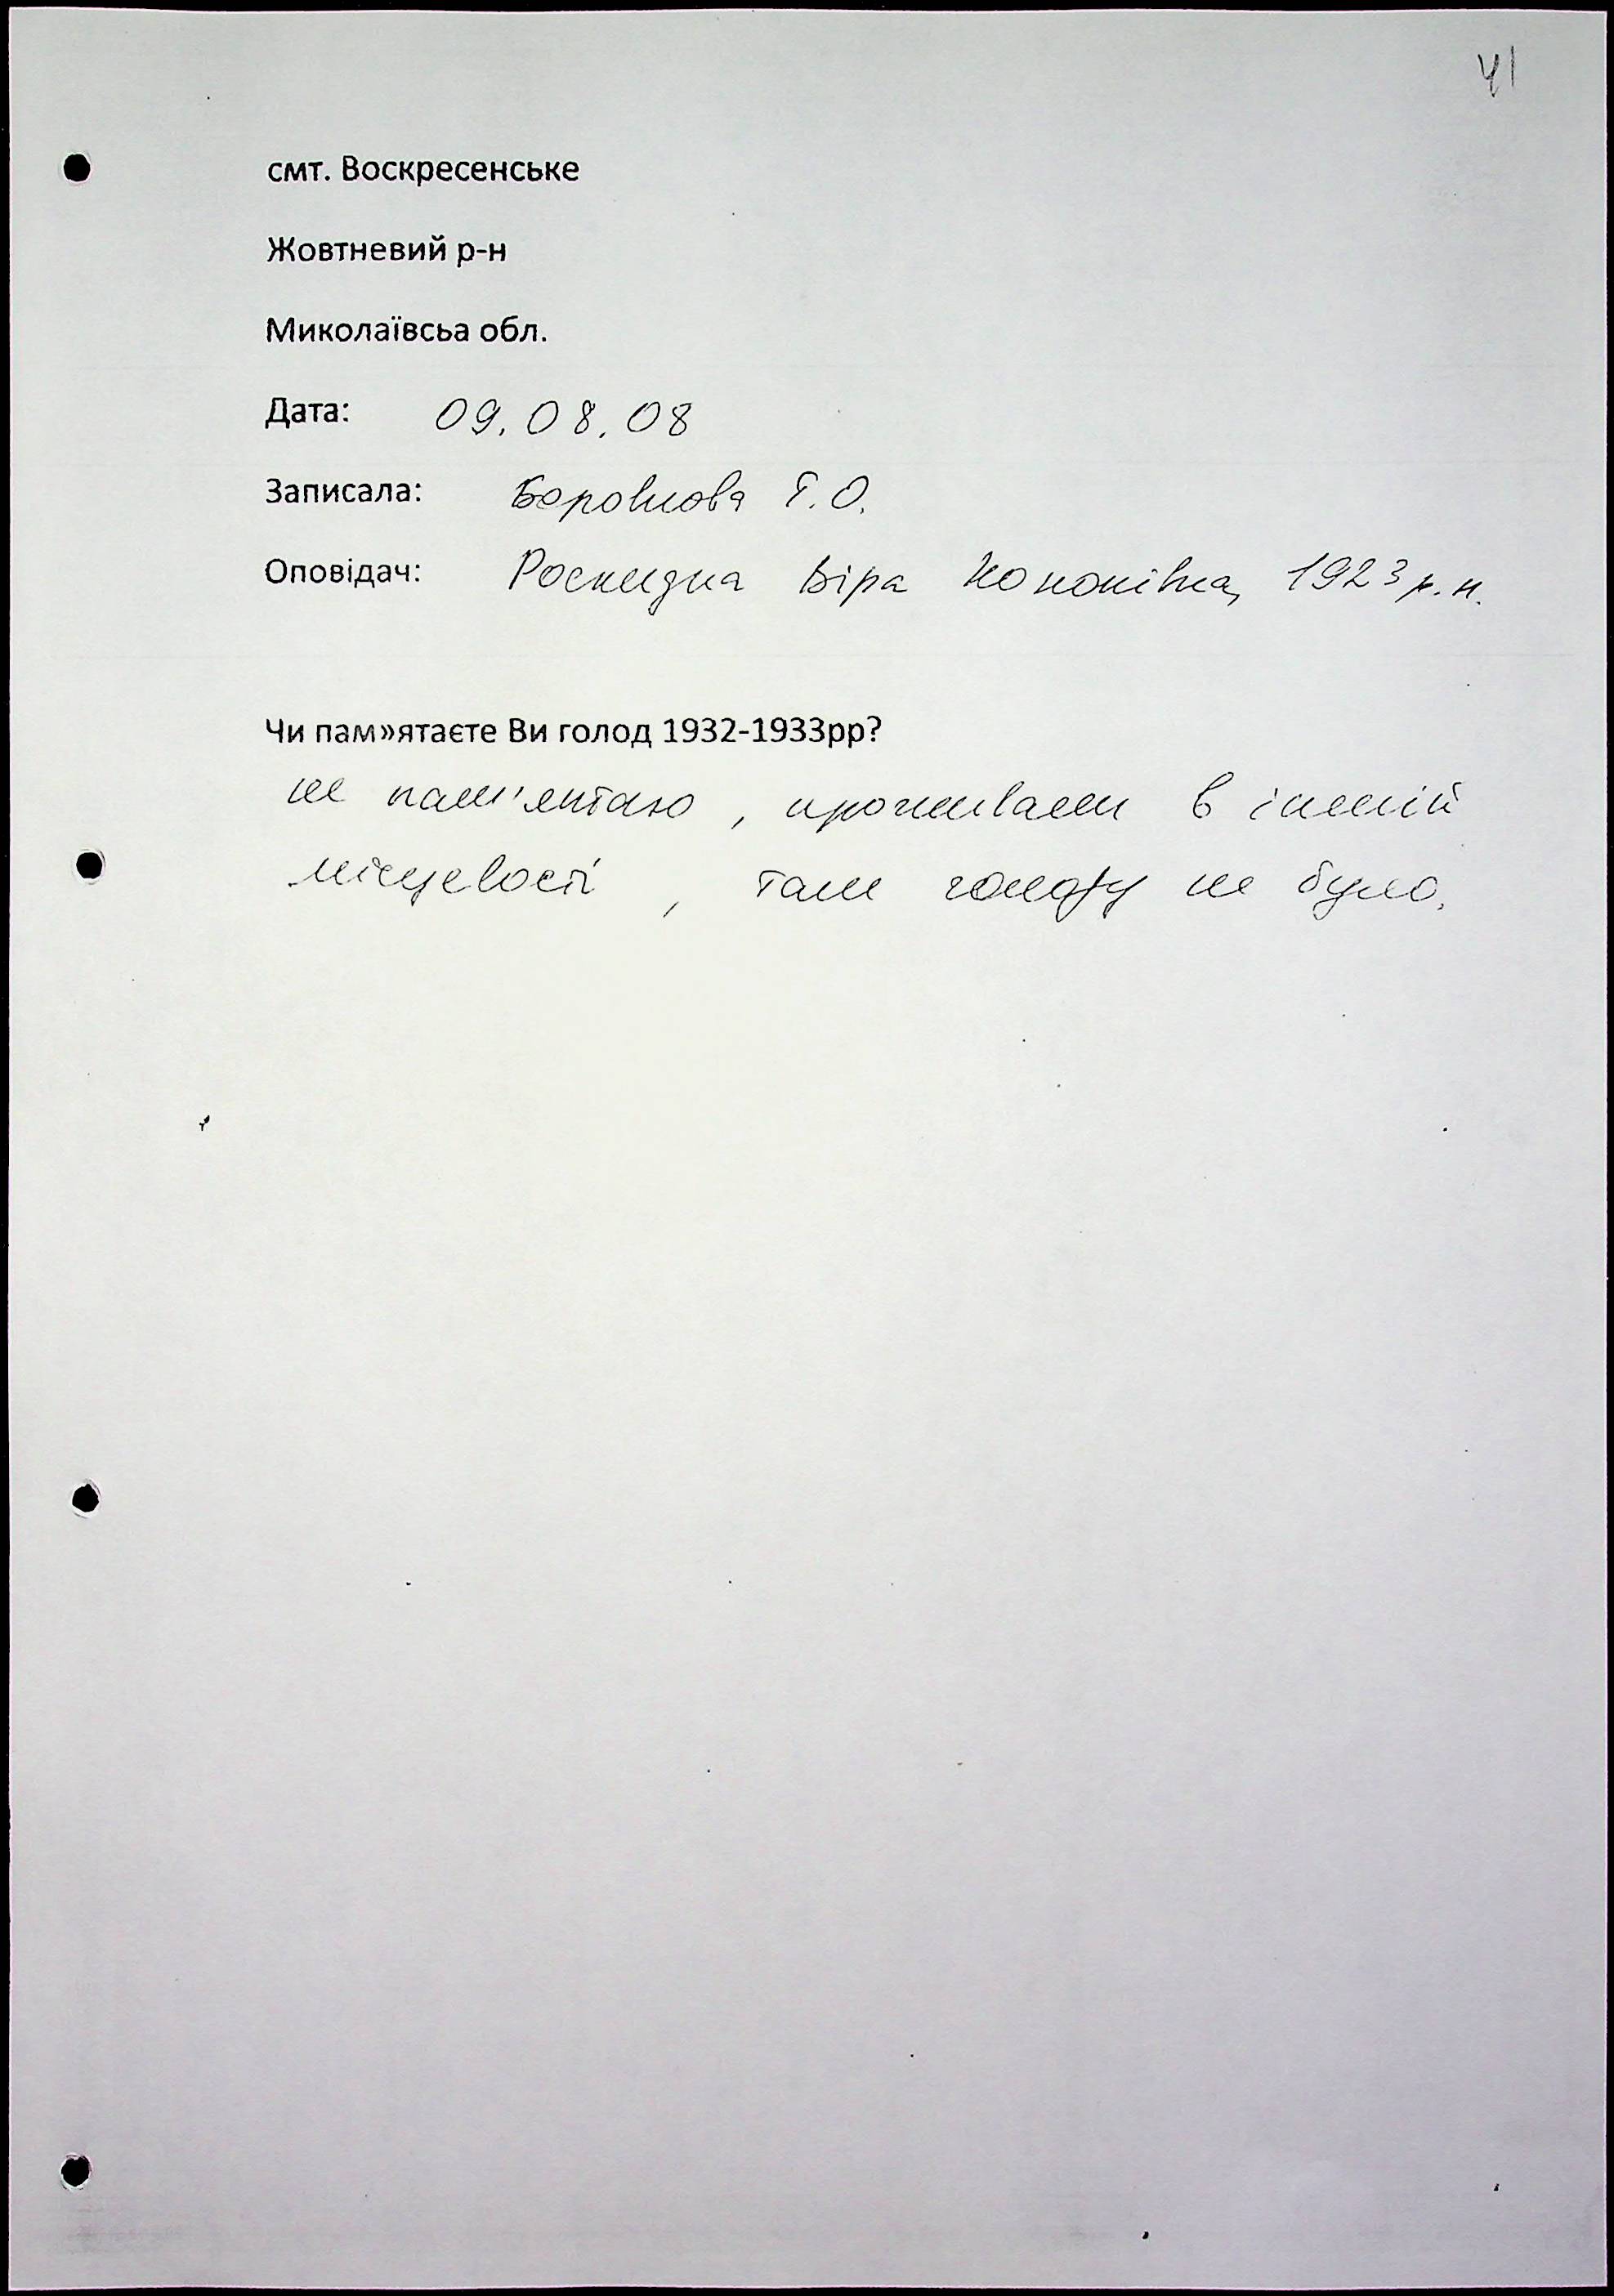 41
смт. Воскресенське
Жовтневий р-н
Миколаївсьа обл.
Дата: 09.08.08
Записала: Т.О.
Оповідач: Роскидна Віра Кононівна, 1923 р.н.
Чи пам»ятаєте Ви голод 1932-1933рр?
не пам'ятаю, проживали в іншій
місцевості, там голоду не було.